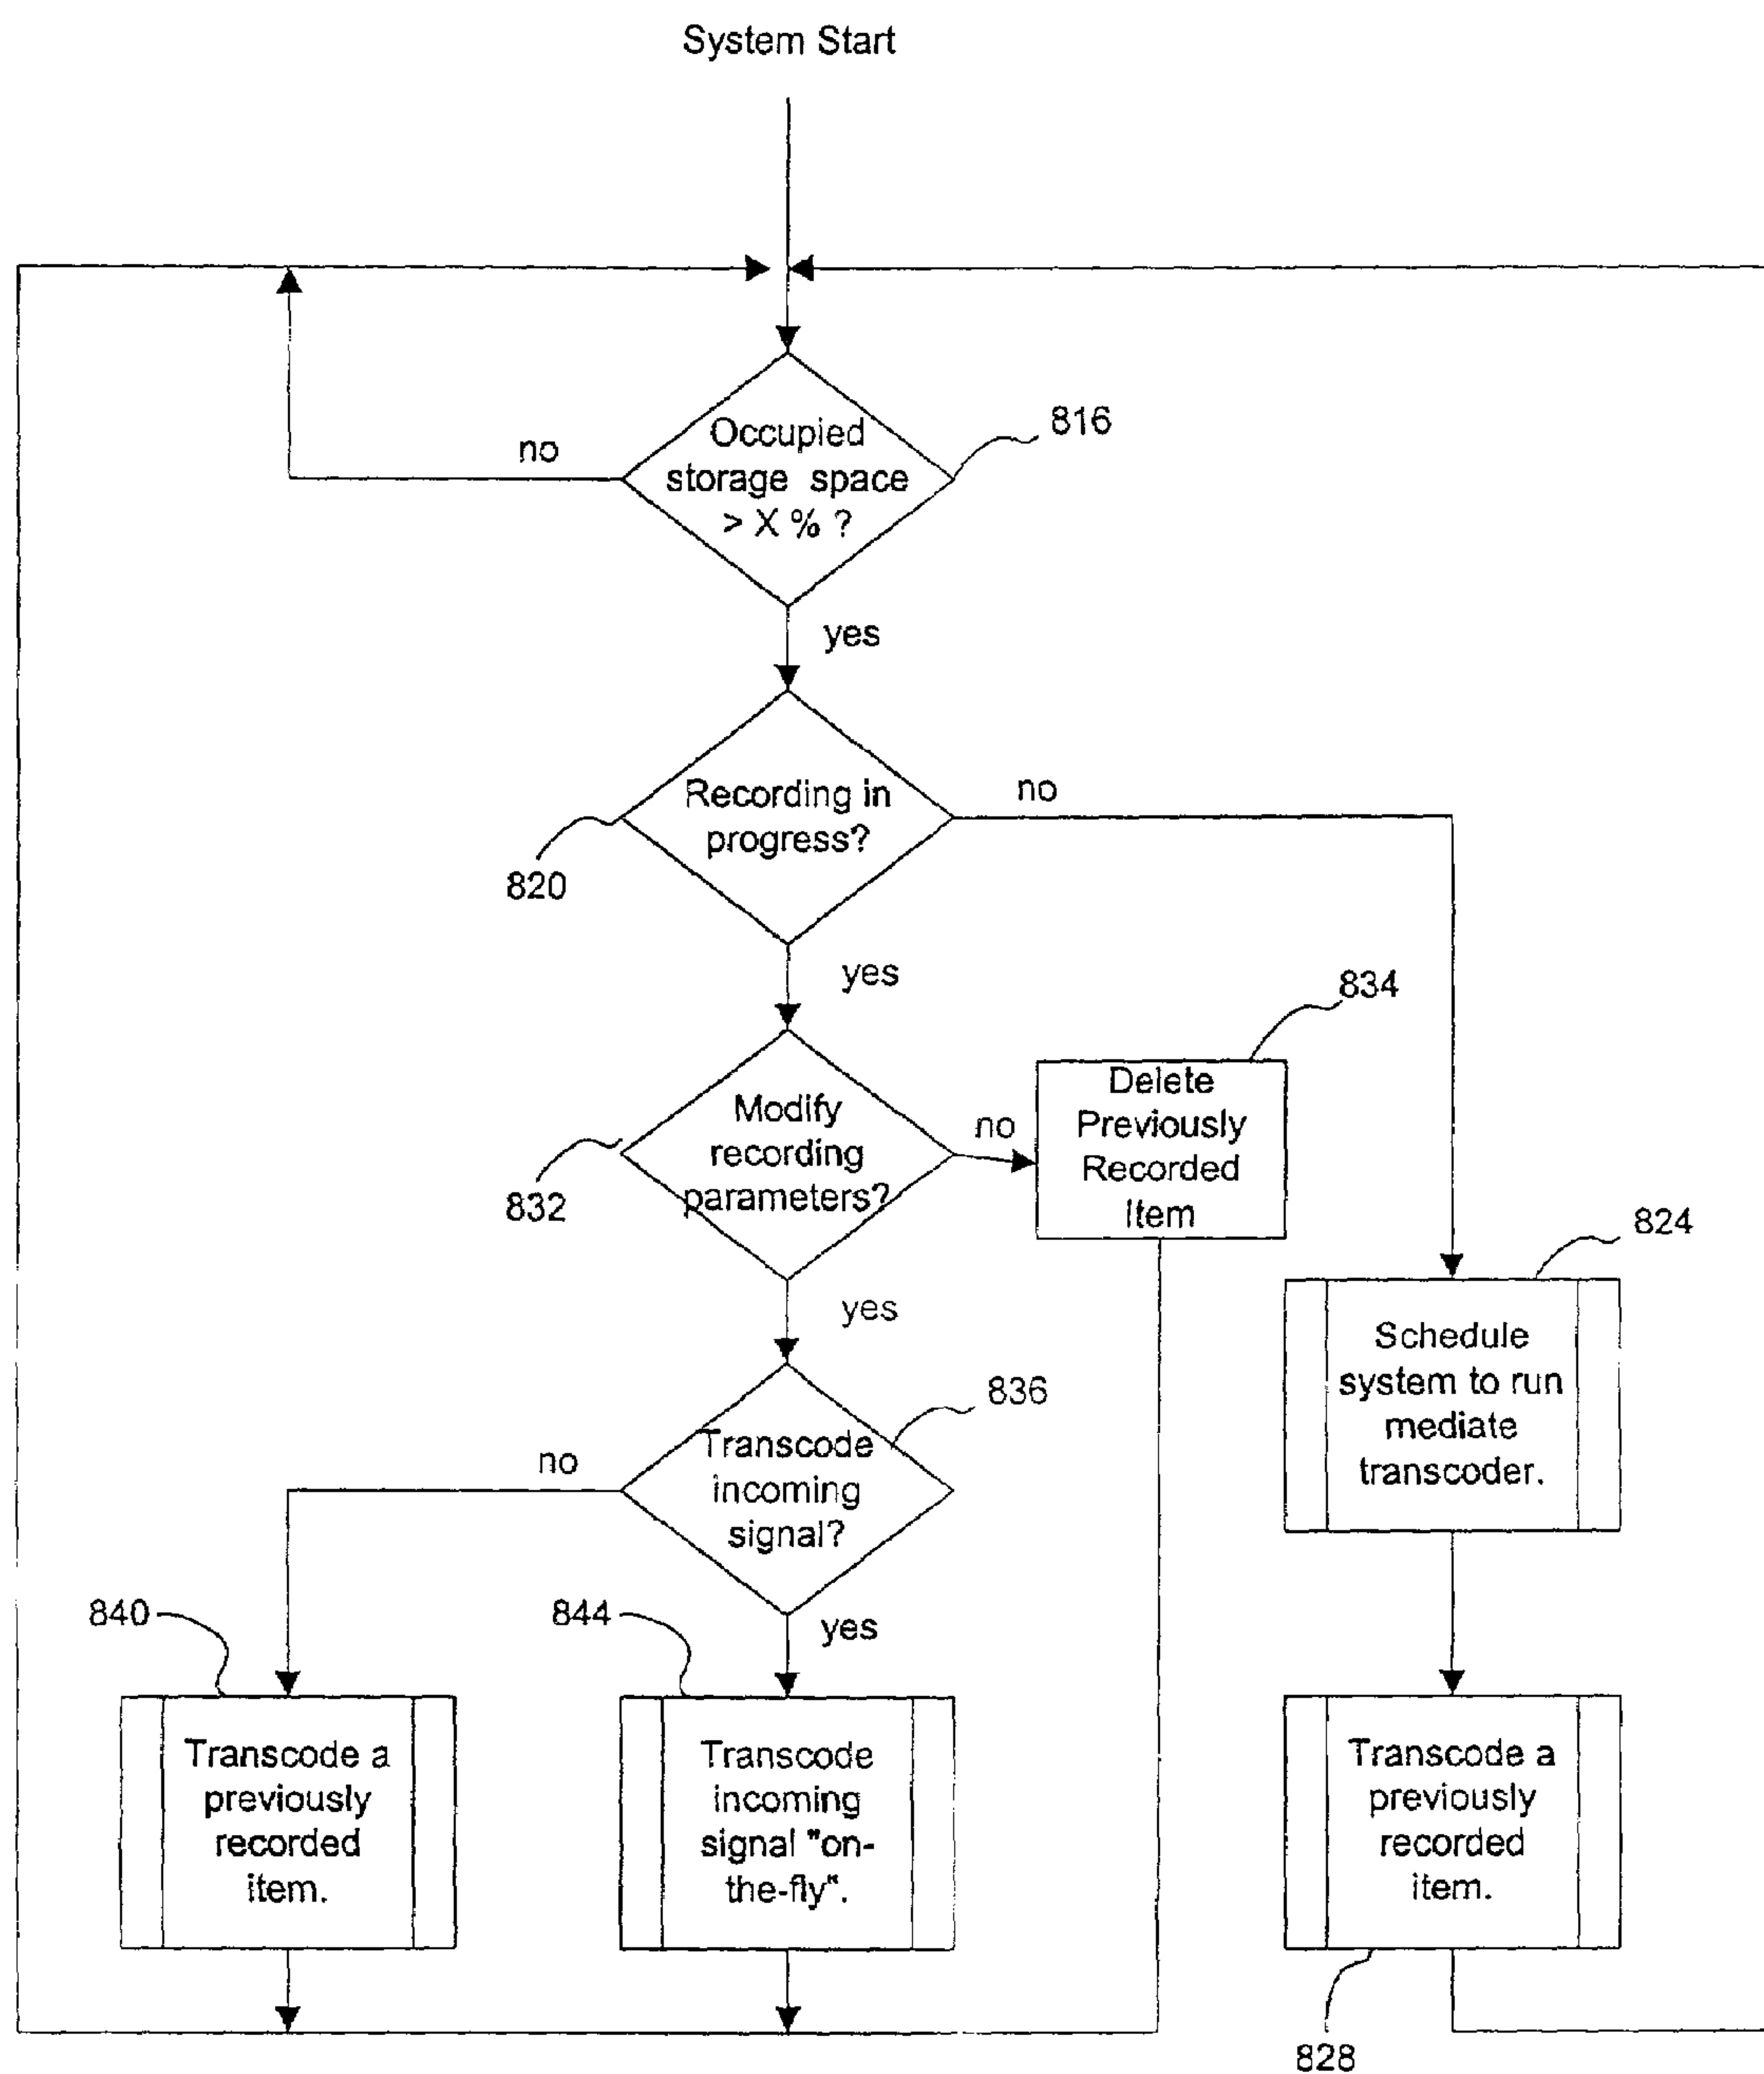 System Start
Occupied
storage space
> X % ?
816
no
yes
Recording in
progress?
no
820
yes
834
Delete
Previously
Recorded
Item
Modify
recording
parameters?
no
832
yes
824
Schedule
system to run
mediate
transcoder.
836
Transcode
incoming
signal?
no
yes
840
844
Transcode a
previously
recorded
item.
Transcode
incoming
signal "on-
the-fly".
Transcode a
previously
recorded
item.
828